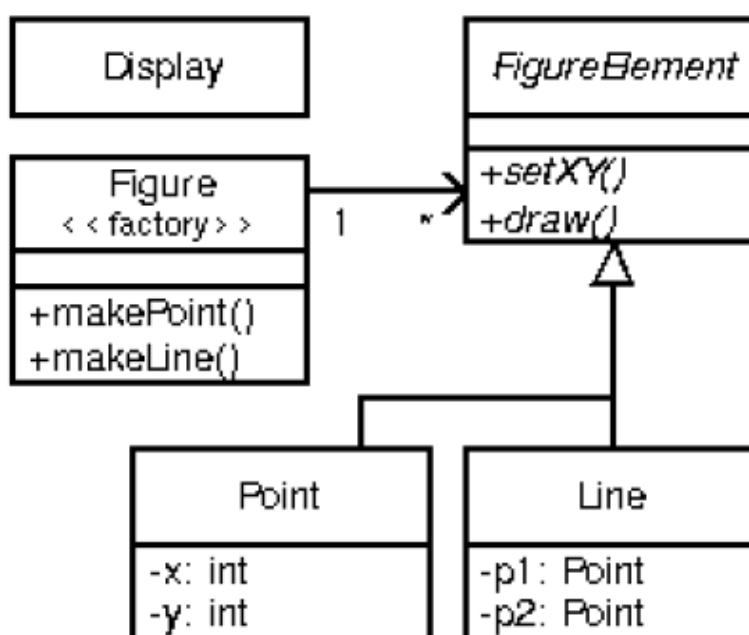 Display
FigureElement
+setXY()
+draw()
Figure
< < factory > >
1
*
+makePoint()
+makeLine()
Point
-x: int
-y: int
Line
-p1: Point
-p2: Point